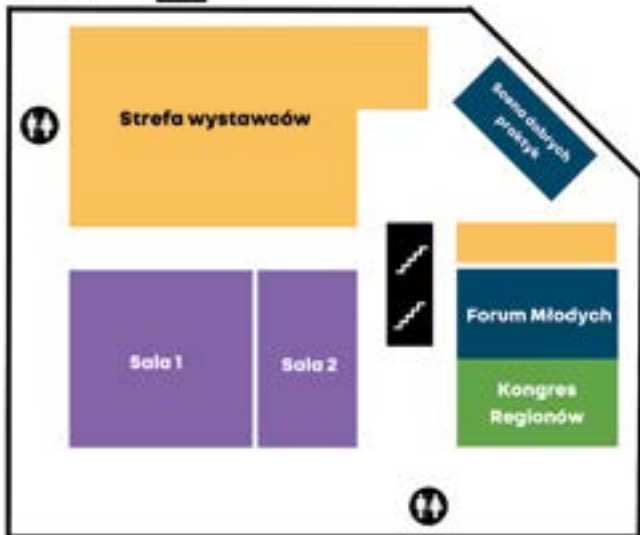 Strefa wystawców
Scena dobrych
praktyk
Forum Młodych
Sala 1
Sala 2
Kongres
Regionów